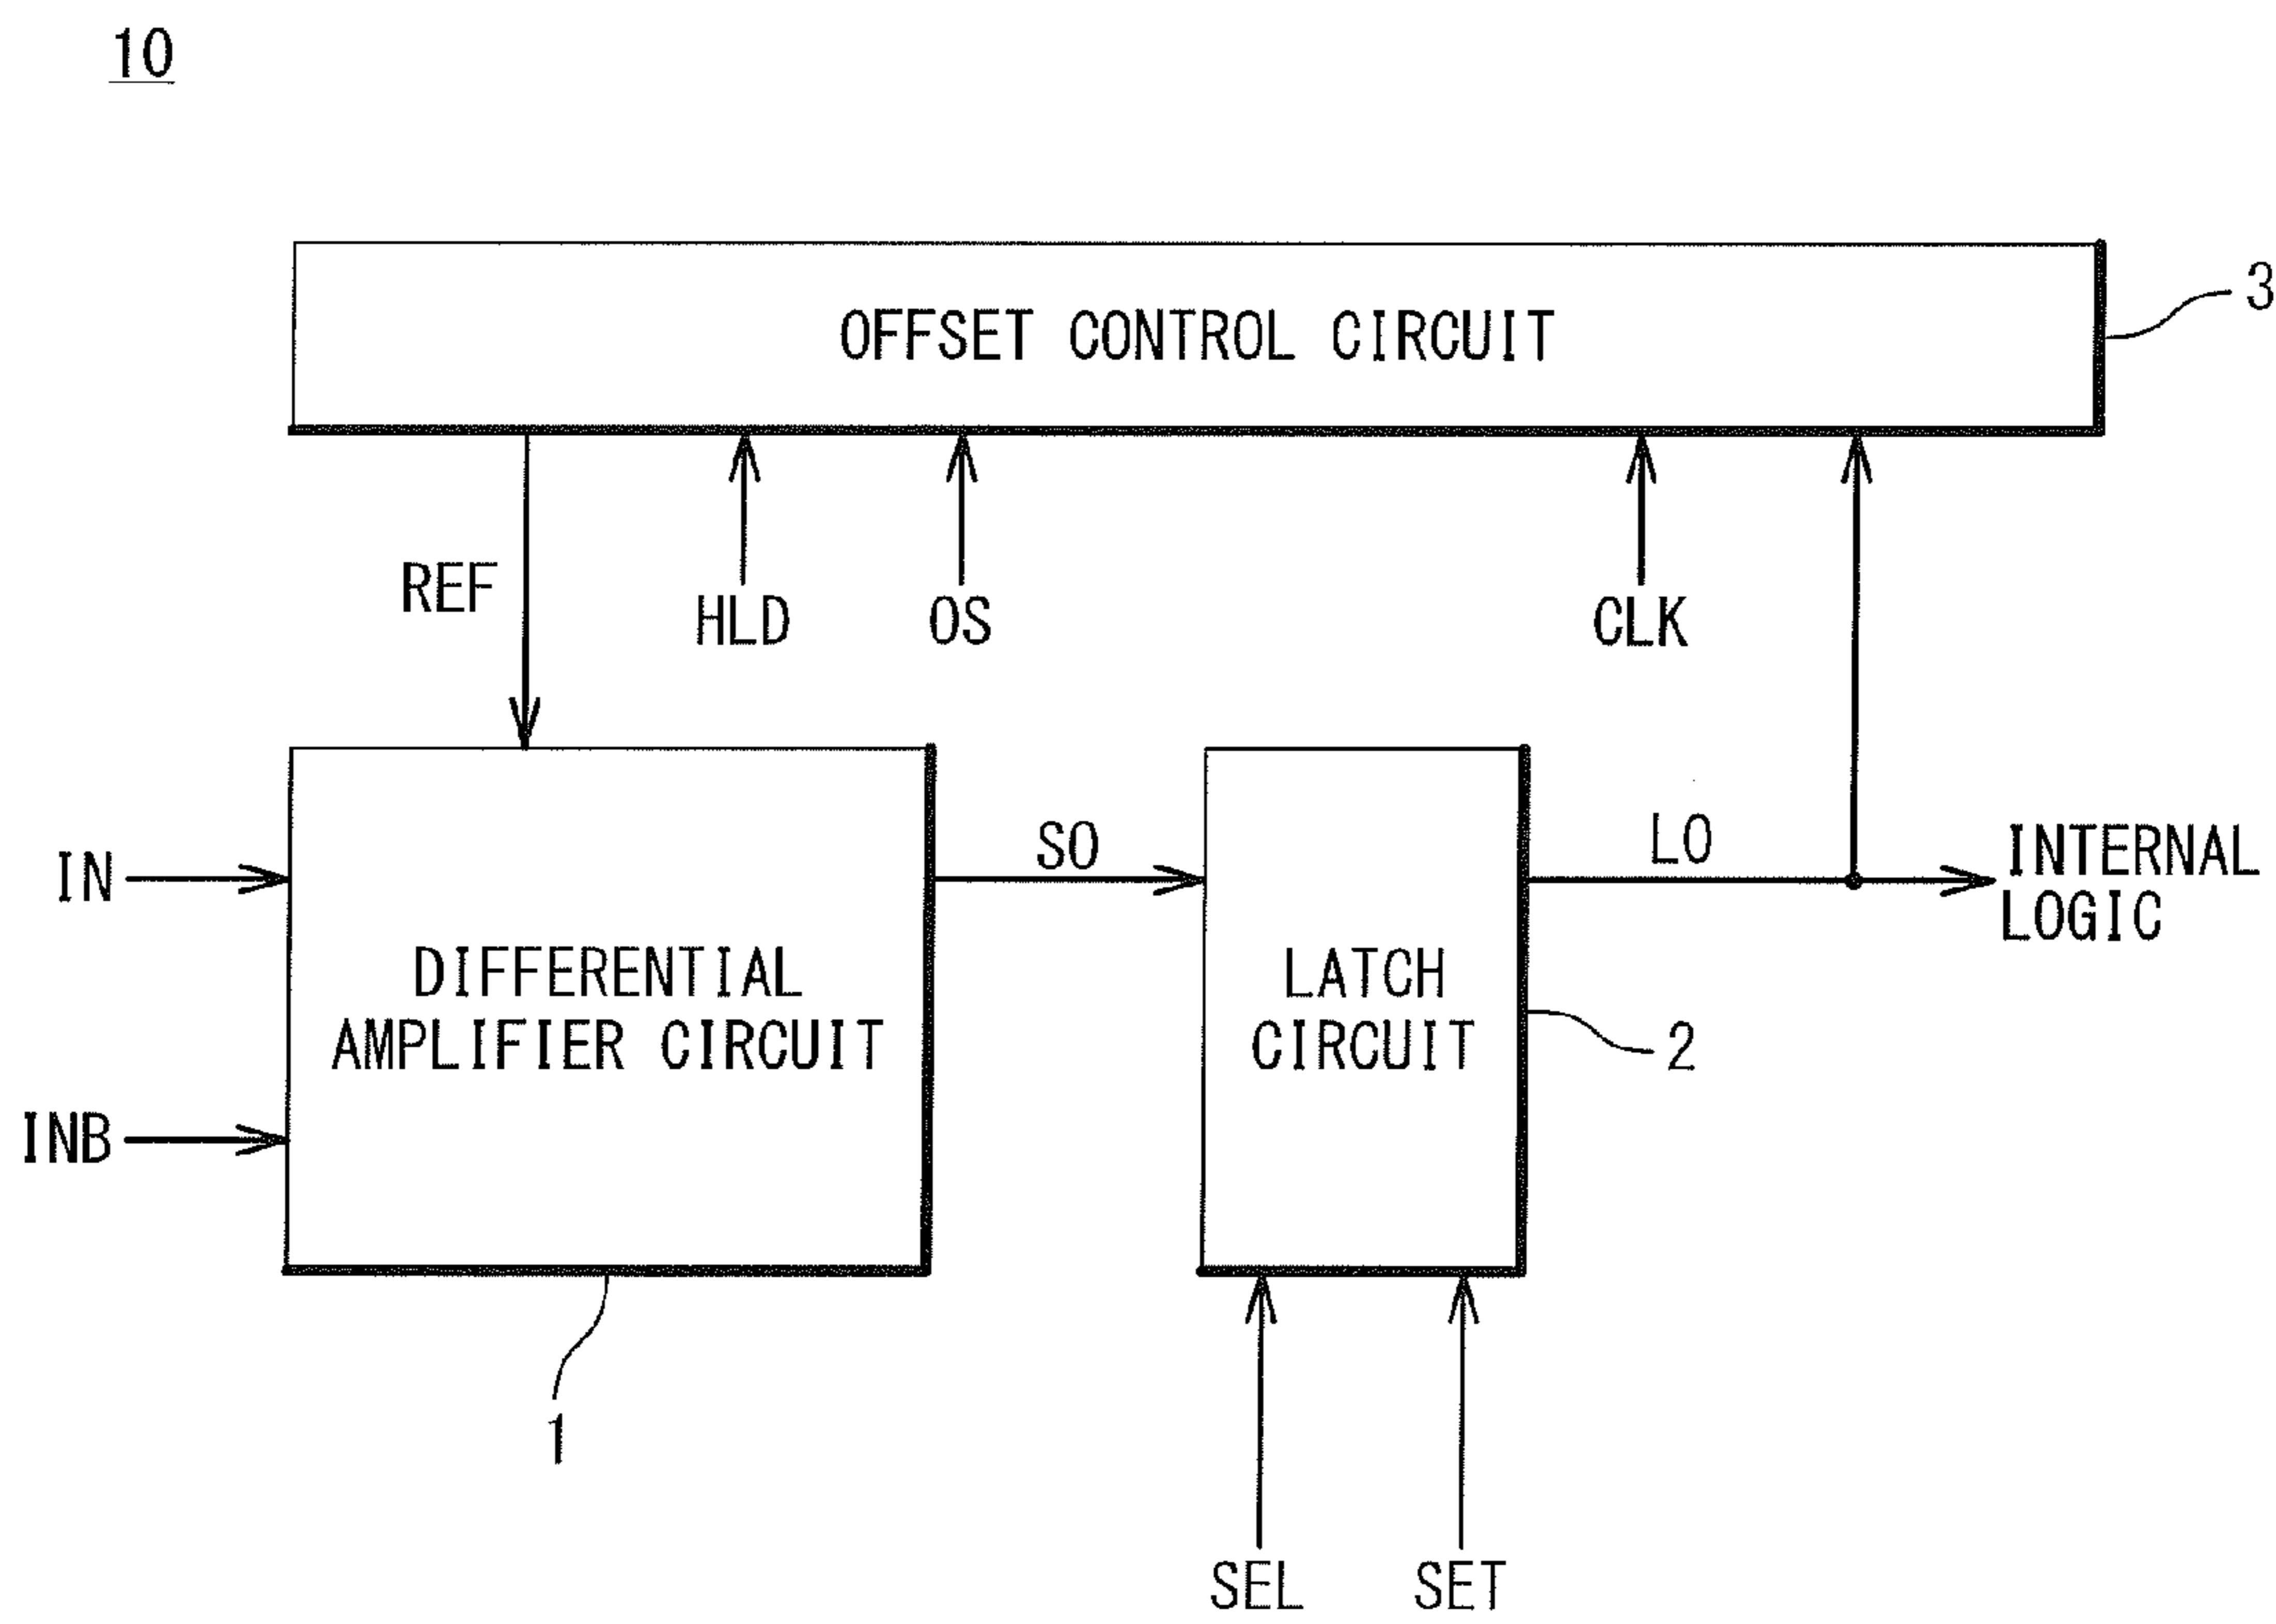 10
OFFSET CONTROL CIRCUIT
3
REF
HLD
OS
CLK
IN
INB
DIFFERENTIAL
AMPLIFIER CIRCUIT
1
SO
LATCH
CIRCUIT
2
LO
INTERNAL
LOGIC
SEL
SET